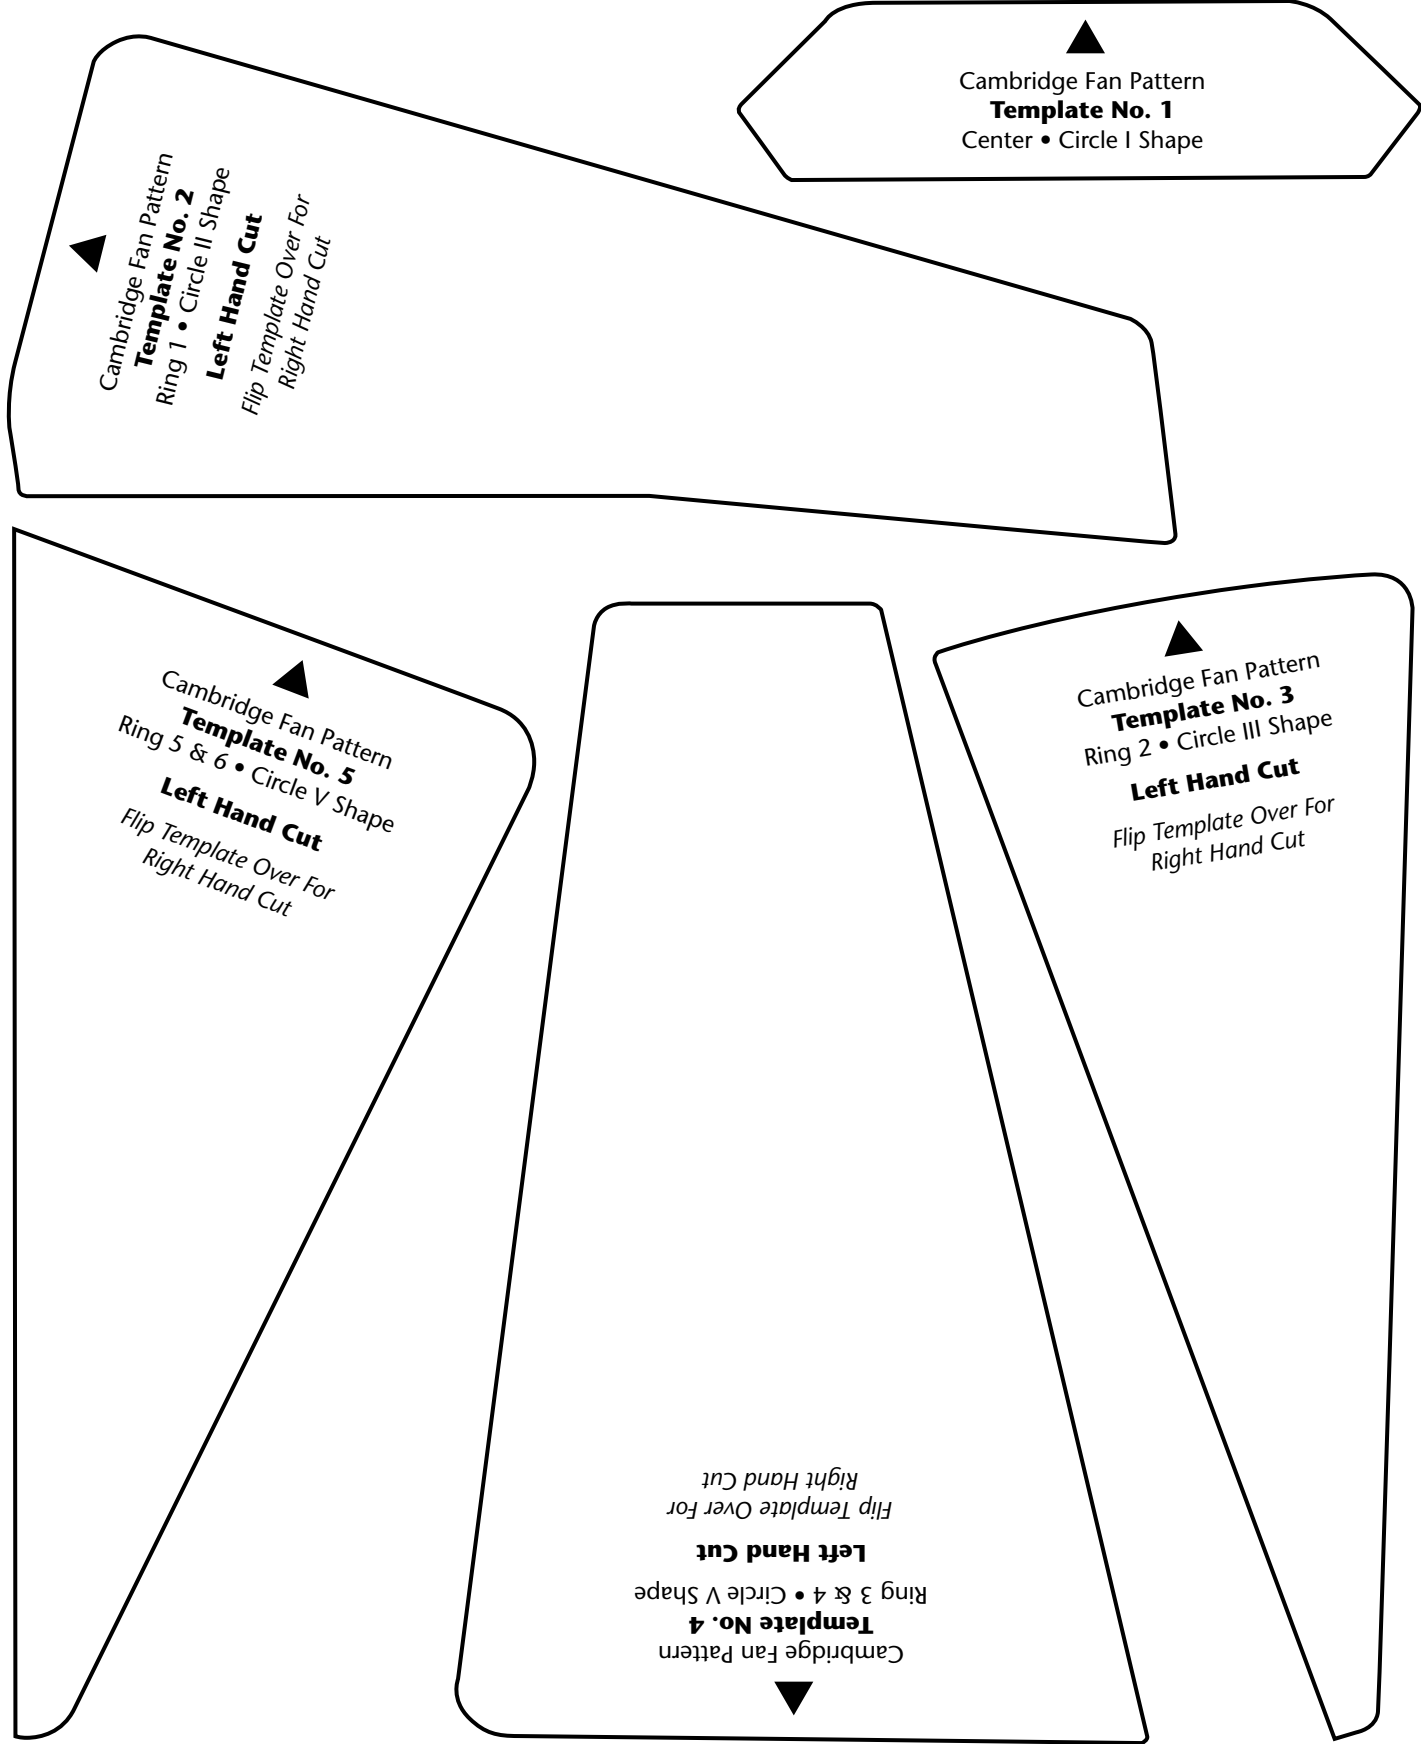 Cambridge Fan Pattern
Template No. 1
Center • Circle I Shape
Cambridge Fan Pattern
Template No. 2
Ring 1 • Circle II Shape
Left Hand Cut
Flip Template Over For
Right Hand Cut
Cambridge Fan Pattern
Template No. 5
Ring 5 & 6 • Circle V Shape
Left Hand Cut
Flip Template Over For
Right Hand Cut
Cambridge Fan Pattern
Template No. 3
Ring 2 • Circle III Shape
Left Hand Cut
Flip Template Over For
Right Hand Cut
Cambridge Fan Pattern
Template No. 4
Ring 3 & 4 • Circle V Shape
Left Hand Cut
Flip Template Over For
Right Hand Cut